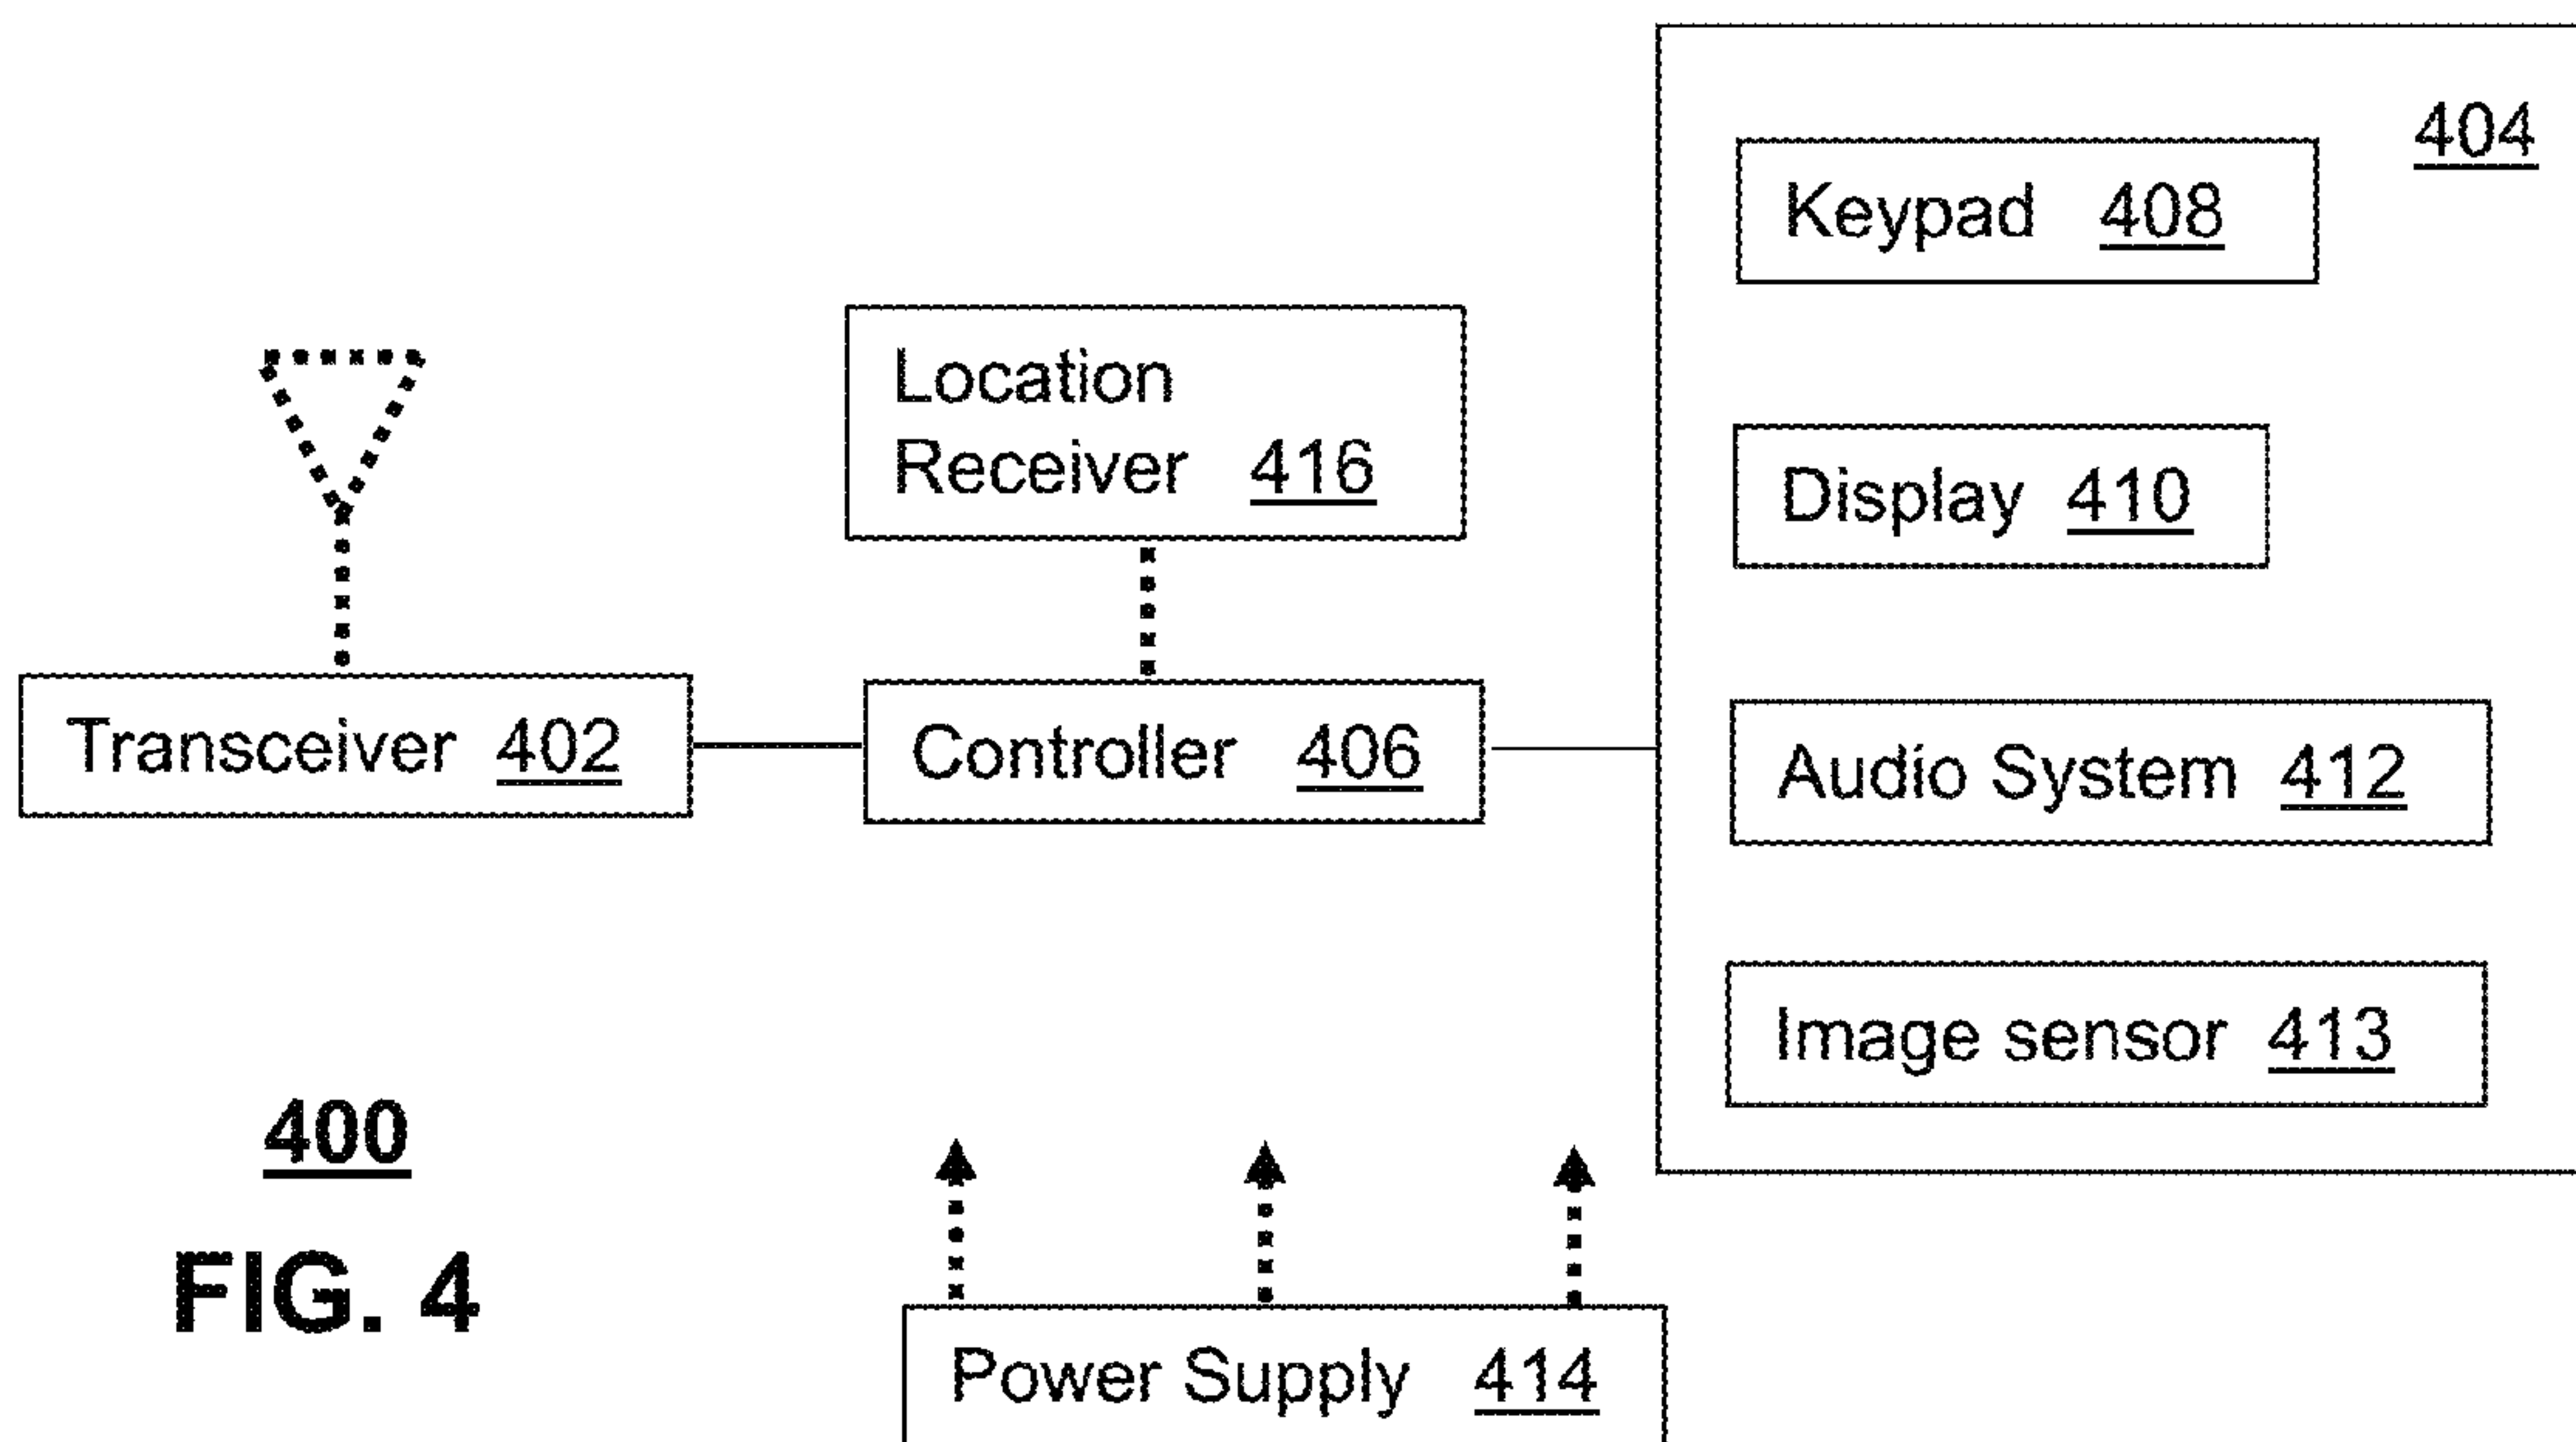 404
Keypad 408
Location
Receiver 416
Display 410
Transceiver 402
Controller 406
Audio System 412
Image sensor 413
400
FIG. 4
Power Supply 414